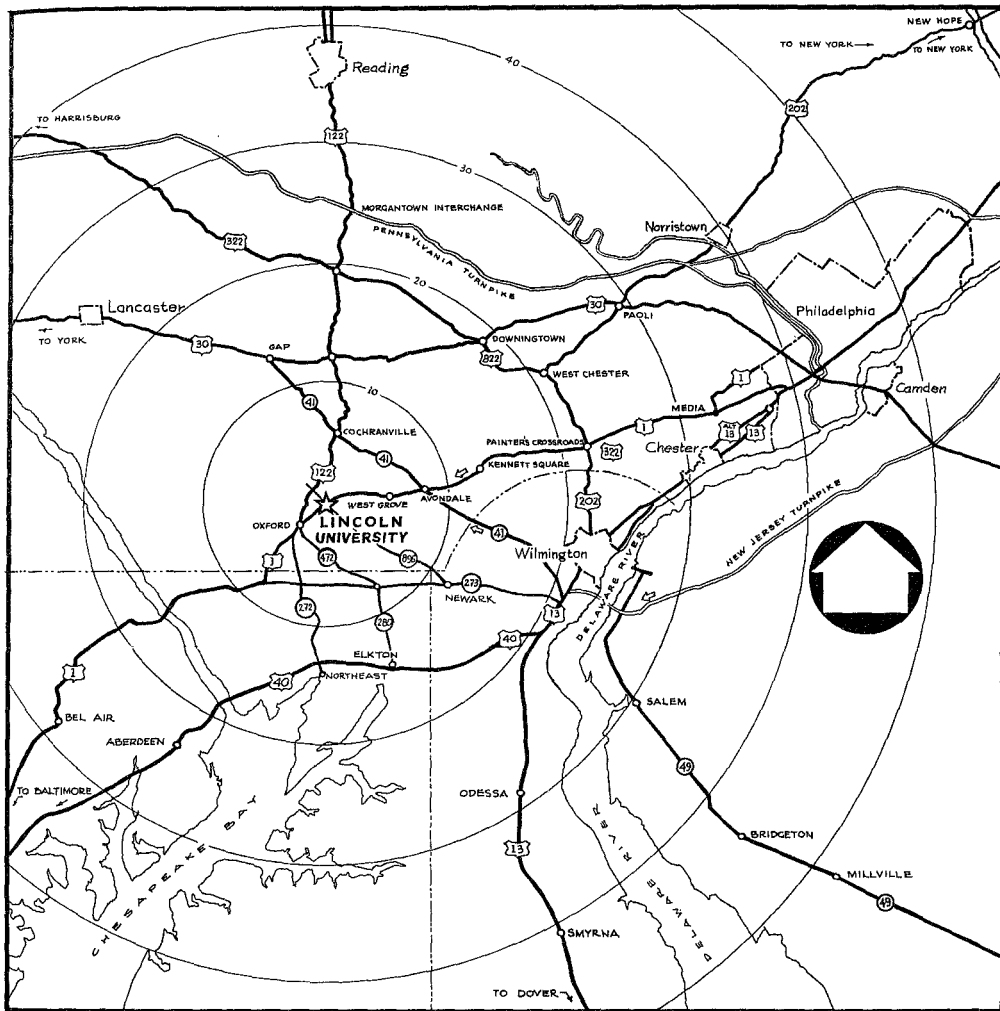 NEW HOPE
TO NEW YORK
TO NEW YORK
40
Reading
202
TO HARRISBURG
122
30
MORGANTOWN INTERCHANGE
Norristown
PENNSYLVANIA TURNPIKE
322
20
Lancaster
30
PAOLI
Philadelphia
TO YORK
30
GAP
DOWNINGTOWN
322
WEST CHESTER
1
Camden
10
41
MEDIA
COCHRANVILLE
1
ALT 13
13
PAINTER'S CROSSROADS
322
Chester
41
KENNETT SQUARE
122
AVONDALE
WEST GROVE
202
OXFORD
LINCOLN UNIVERSITY
41
NEW JERSEY TURNPIKE
Wilmington
1
472
896
273
NEWARK
DELAWARE RIVER
272
280
13
40
ELKTON
1
40
NORTHEAST
SALEM
BEL AIR
ABERDEEN
49
TO BALTIMORE
ODESSA
CHESAPEAKE BAY
BRIDGETON
13
MILLVILLE
49
DELAWARE RIVER
SMYRNA
TO DOVER